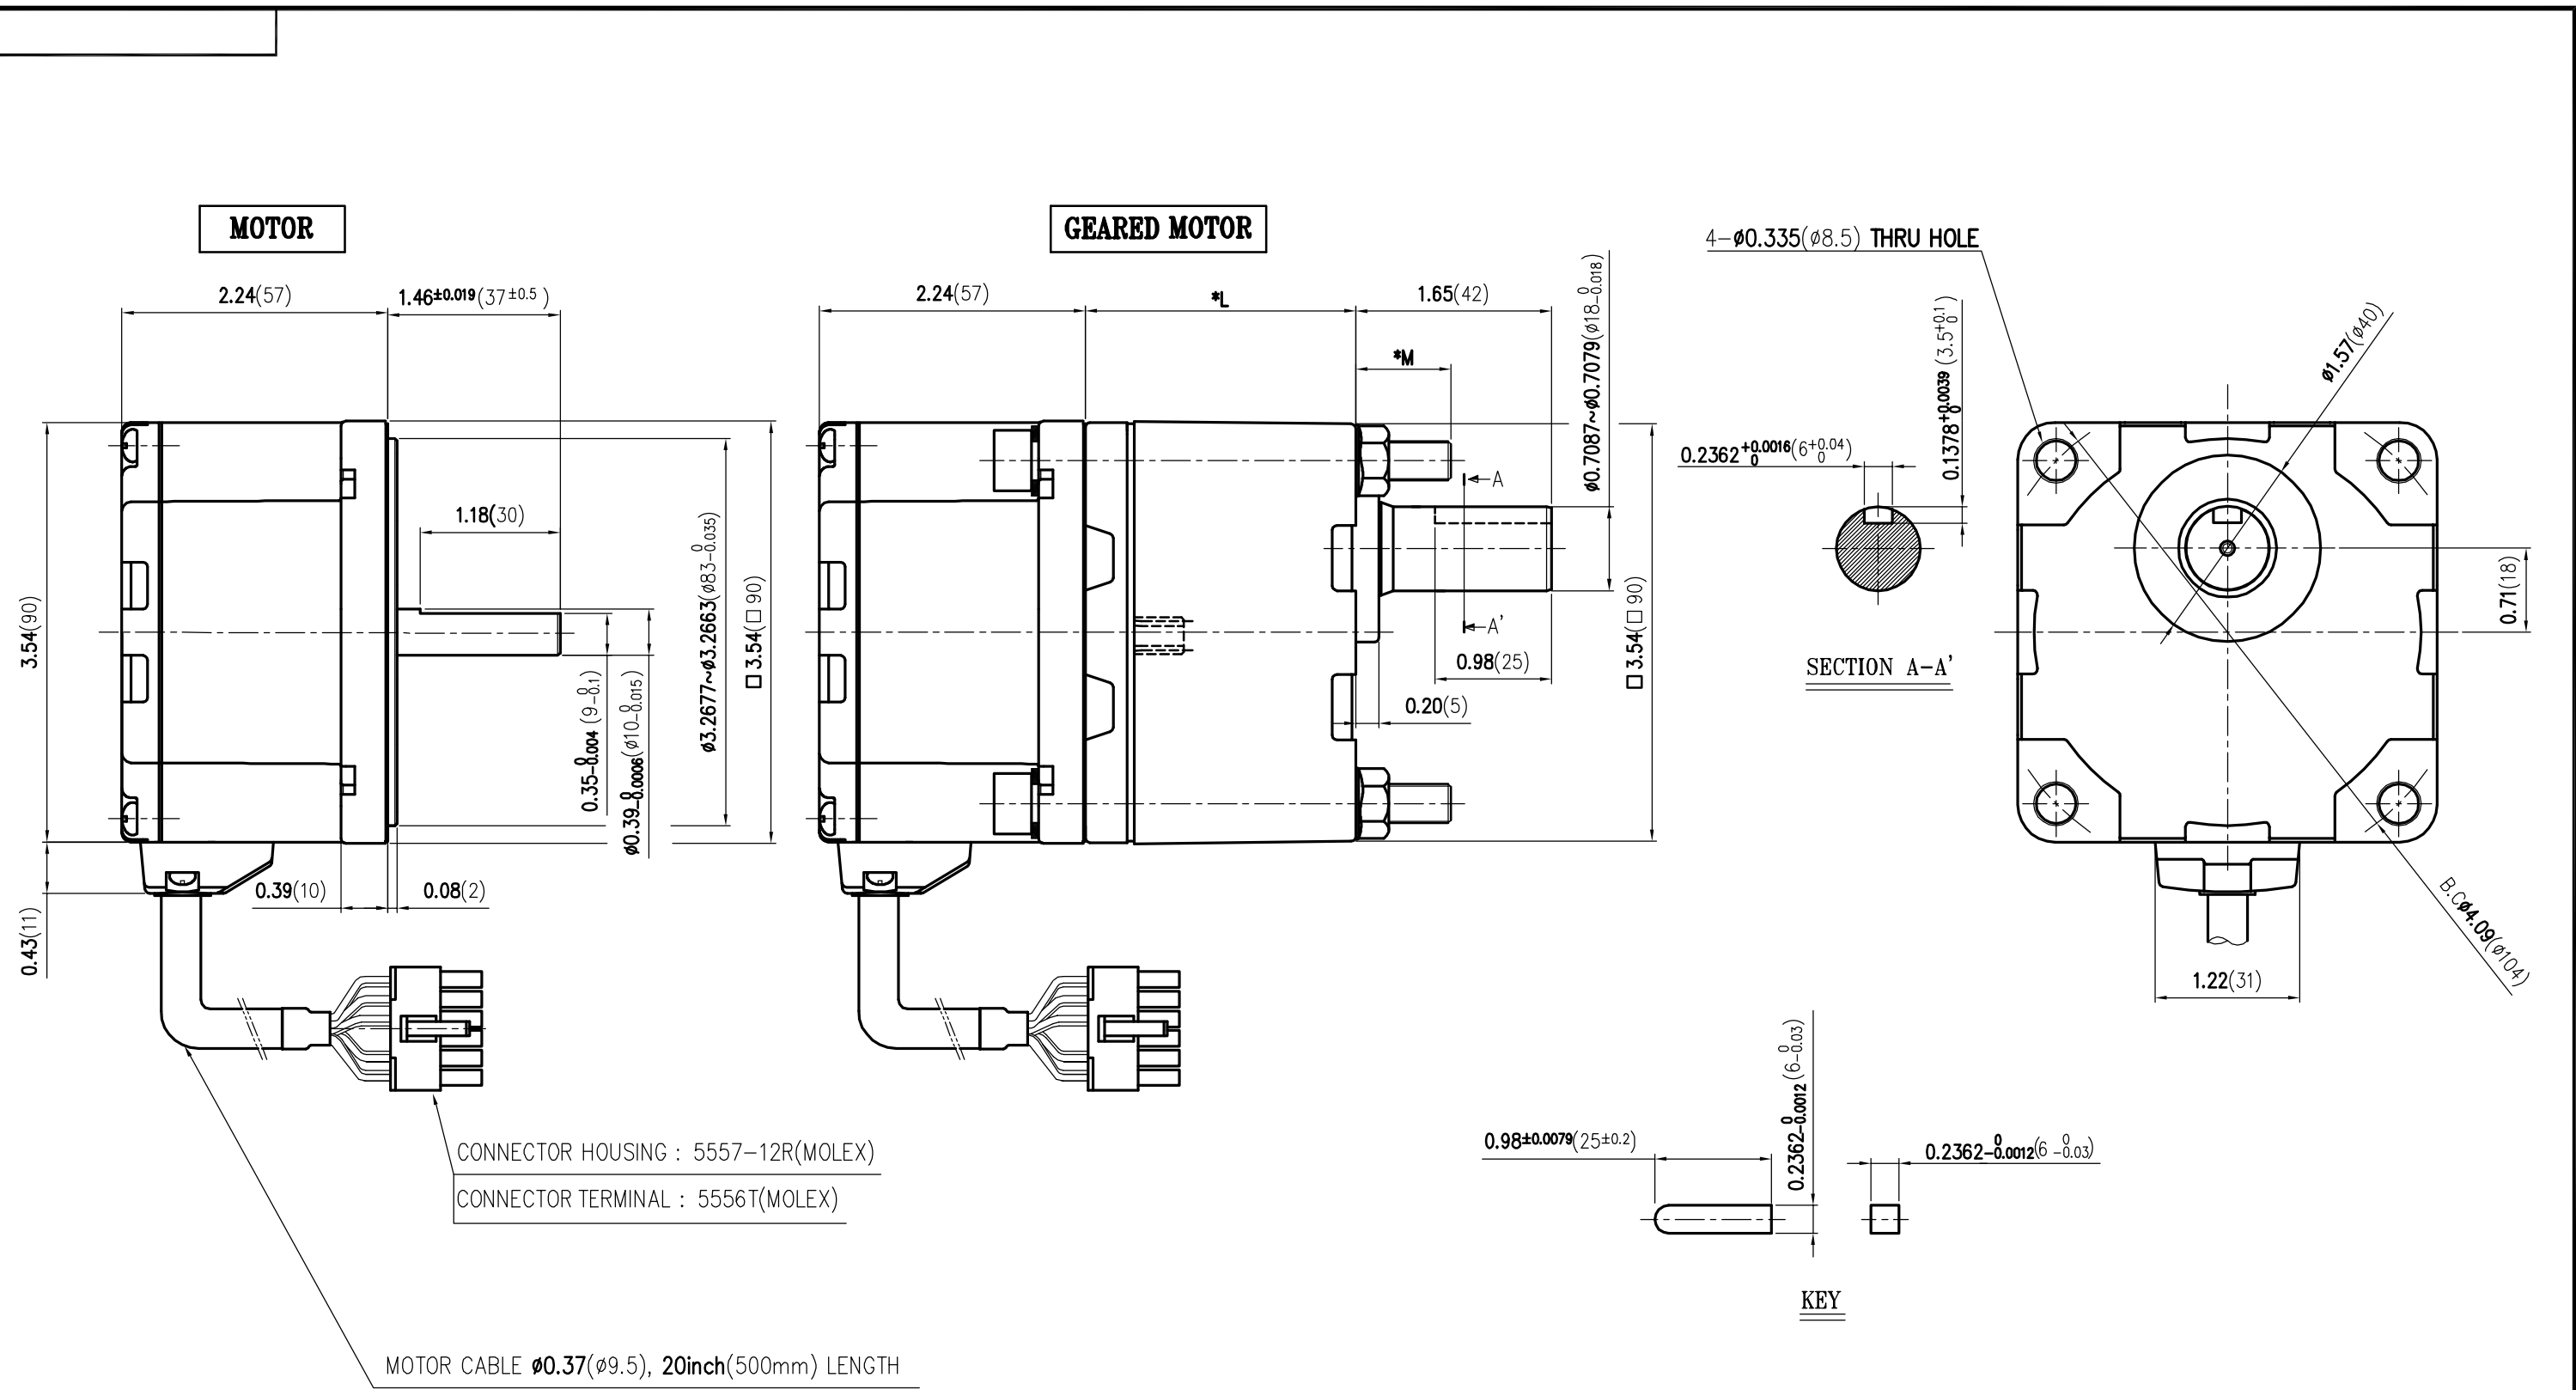 MOTOR
GEARED MOTOR
2.24(57)
1.46±0.019(37±0.5 )
1.18(30)
3.54(90)
0.43(11)
0.39(10)
0.08(2)
0.35 0 -0.004 (9 0 -0.1)
ø0.39 0 -0.0006(ø10 0 -0.015)
ø3.2677~ø3.2663(ø83 0 -0.035)
□ 3.54(□ 90)
CONNECTOR HOUSING : 5557-12R(MOLEX)
CONNECTOR TERMINAL : 5556T(MOLEX)
MOTOR CABLE ø0.37(ø9.5), 20inch(500mm) LENGTH
2.24(57)
*L
1.65(42)
*M
ø0.7087~ø0.7079(ø18 0 -0.018)
A
A'
0.98(25)
0.20(5)
□ 3.54(□ 90)
4-ø0.335(ø8.5) THRU HOLE
0.2362 +0.0016 0 (6 +0.04 0)
0.1378 +0.0039 0 (3.5 +0.1 0)
SECTION A-A'
ø1.57(ø40)
0.71(18)
B.Cø4.09(ø104)
1.22(31)
0.98±0.0079(25±0.2)
0.2362 0 -0.0012 (6 0 -0.03)
0.2362 0 -0.0012(6 0 -0.03)
KEY